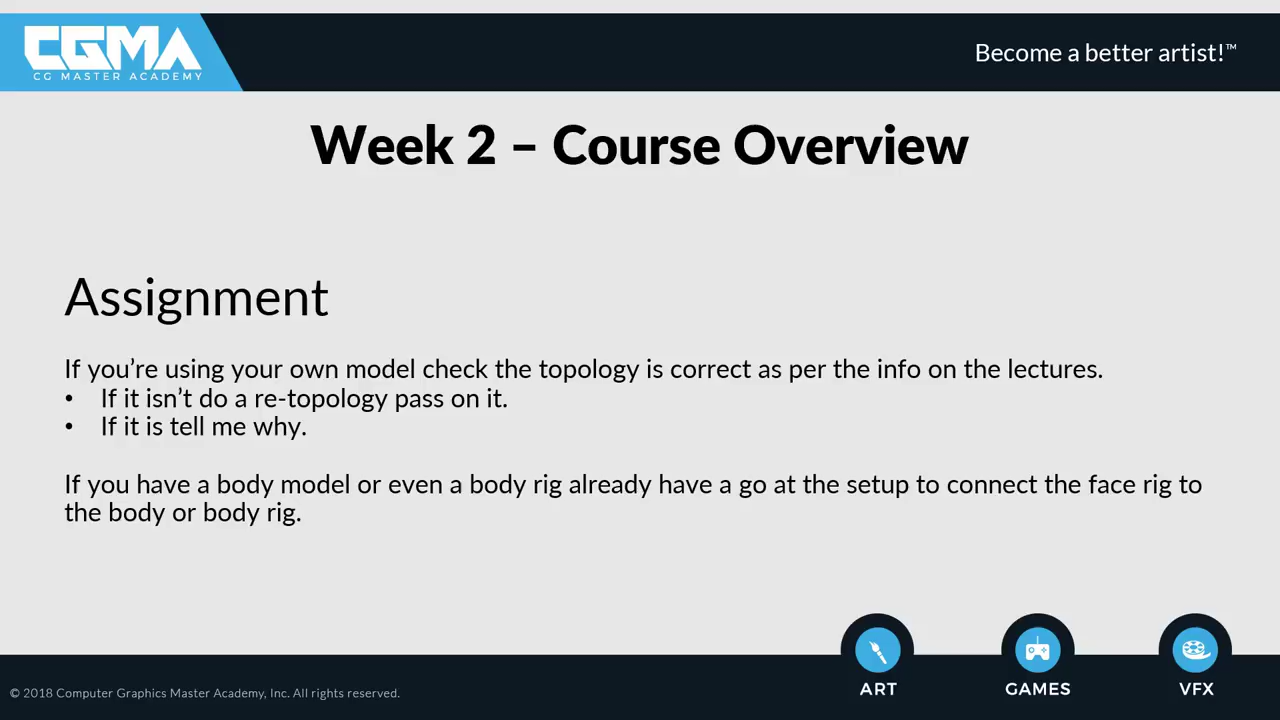 CGMA
CG MASTER ACADEMY
Become a better artist!™
Week 2 – Course Overview
Assignment
If you’re using your own model check the topology is correct as per the info on the lectures.
• If it isn’t do a re-topology pass on it.
• If it is tell me why.
If you have a body model or even a body rig already have a go at the setup to connect the face rig to
the body or body rig.
ART GAMES VFX
© 2018 Computer Graphics Master Academy, Inc. All rights reserved.